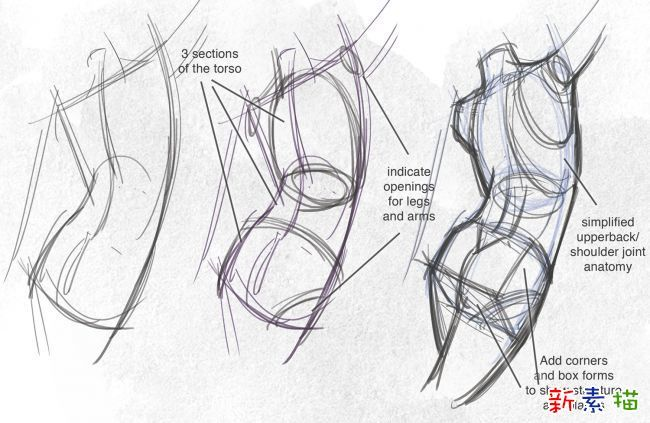 3 sections
of the torso
indicate
openings
for legs
and arms
simplified
upperback/
shoulder joint
anatomy
Add corners
and box forms
to
新素描